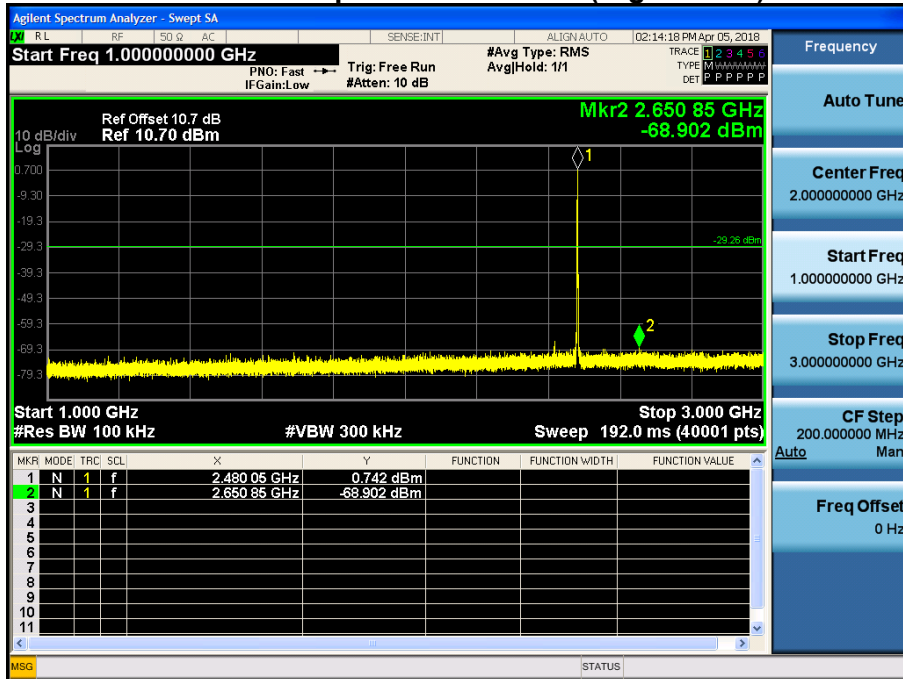 Agilent Spectrum Analyzer - Swept SA
LXI RL RF 50 Ω AC SENSE:INT ALIGN AUTO 02:14:18 PM Apr 05, 2018
Start Freq 1.000000000 GHz
PNO: Fast
IFGain:Low
Trig: Free Run
#Atten: 10 dB
#Avg Type: RMS
Avg|Hold: 1/1
TRACE 1 2 3 4 5 6
TYPE M
DET P P P P P P
Mkr2 2.650 85 GHz
-68.902 dBm
Ref Offset 10.7 dB
10 dB/div Ref 10.70 dBm
Log
0.700
-9.30
-19.3
-29.3
-39.3
-49.3
-59.3
-69.3
-79.3
1
-29.26 dBm
2
Start 1.000 GHz Stop 3.000 GHz
#Res BW 100 kHz #VBW 300 kHz Sweep 192.0 ms (40001 pts)
MKR MODE TRC SCL X Y FUNCTION FUNCTION WIDTH FUNCTION VALUE
1 N 1 f 2.480 05 GHz 0.742 dBm
2 N 1 f 2.650 85 GHz -68.902 dBm
3
4
5
6
7
8
9
10
11
MSG STATUS
Frequency
Auto Tune
Center Freq
2.000000000 GHz
Start Freq
1.000000000 GHz
Stop Freq
3.000000000 GHz
CF Step
200.000000 MHz
Auto Man
Freq Offset
0 Hz